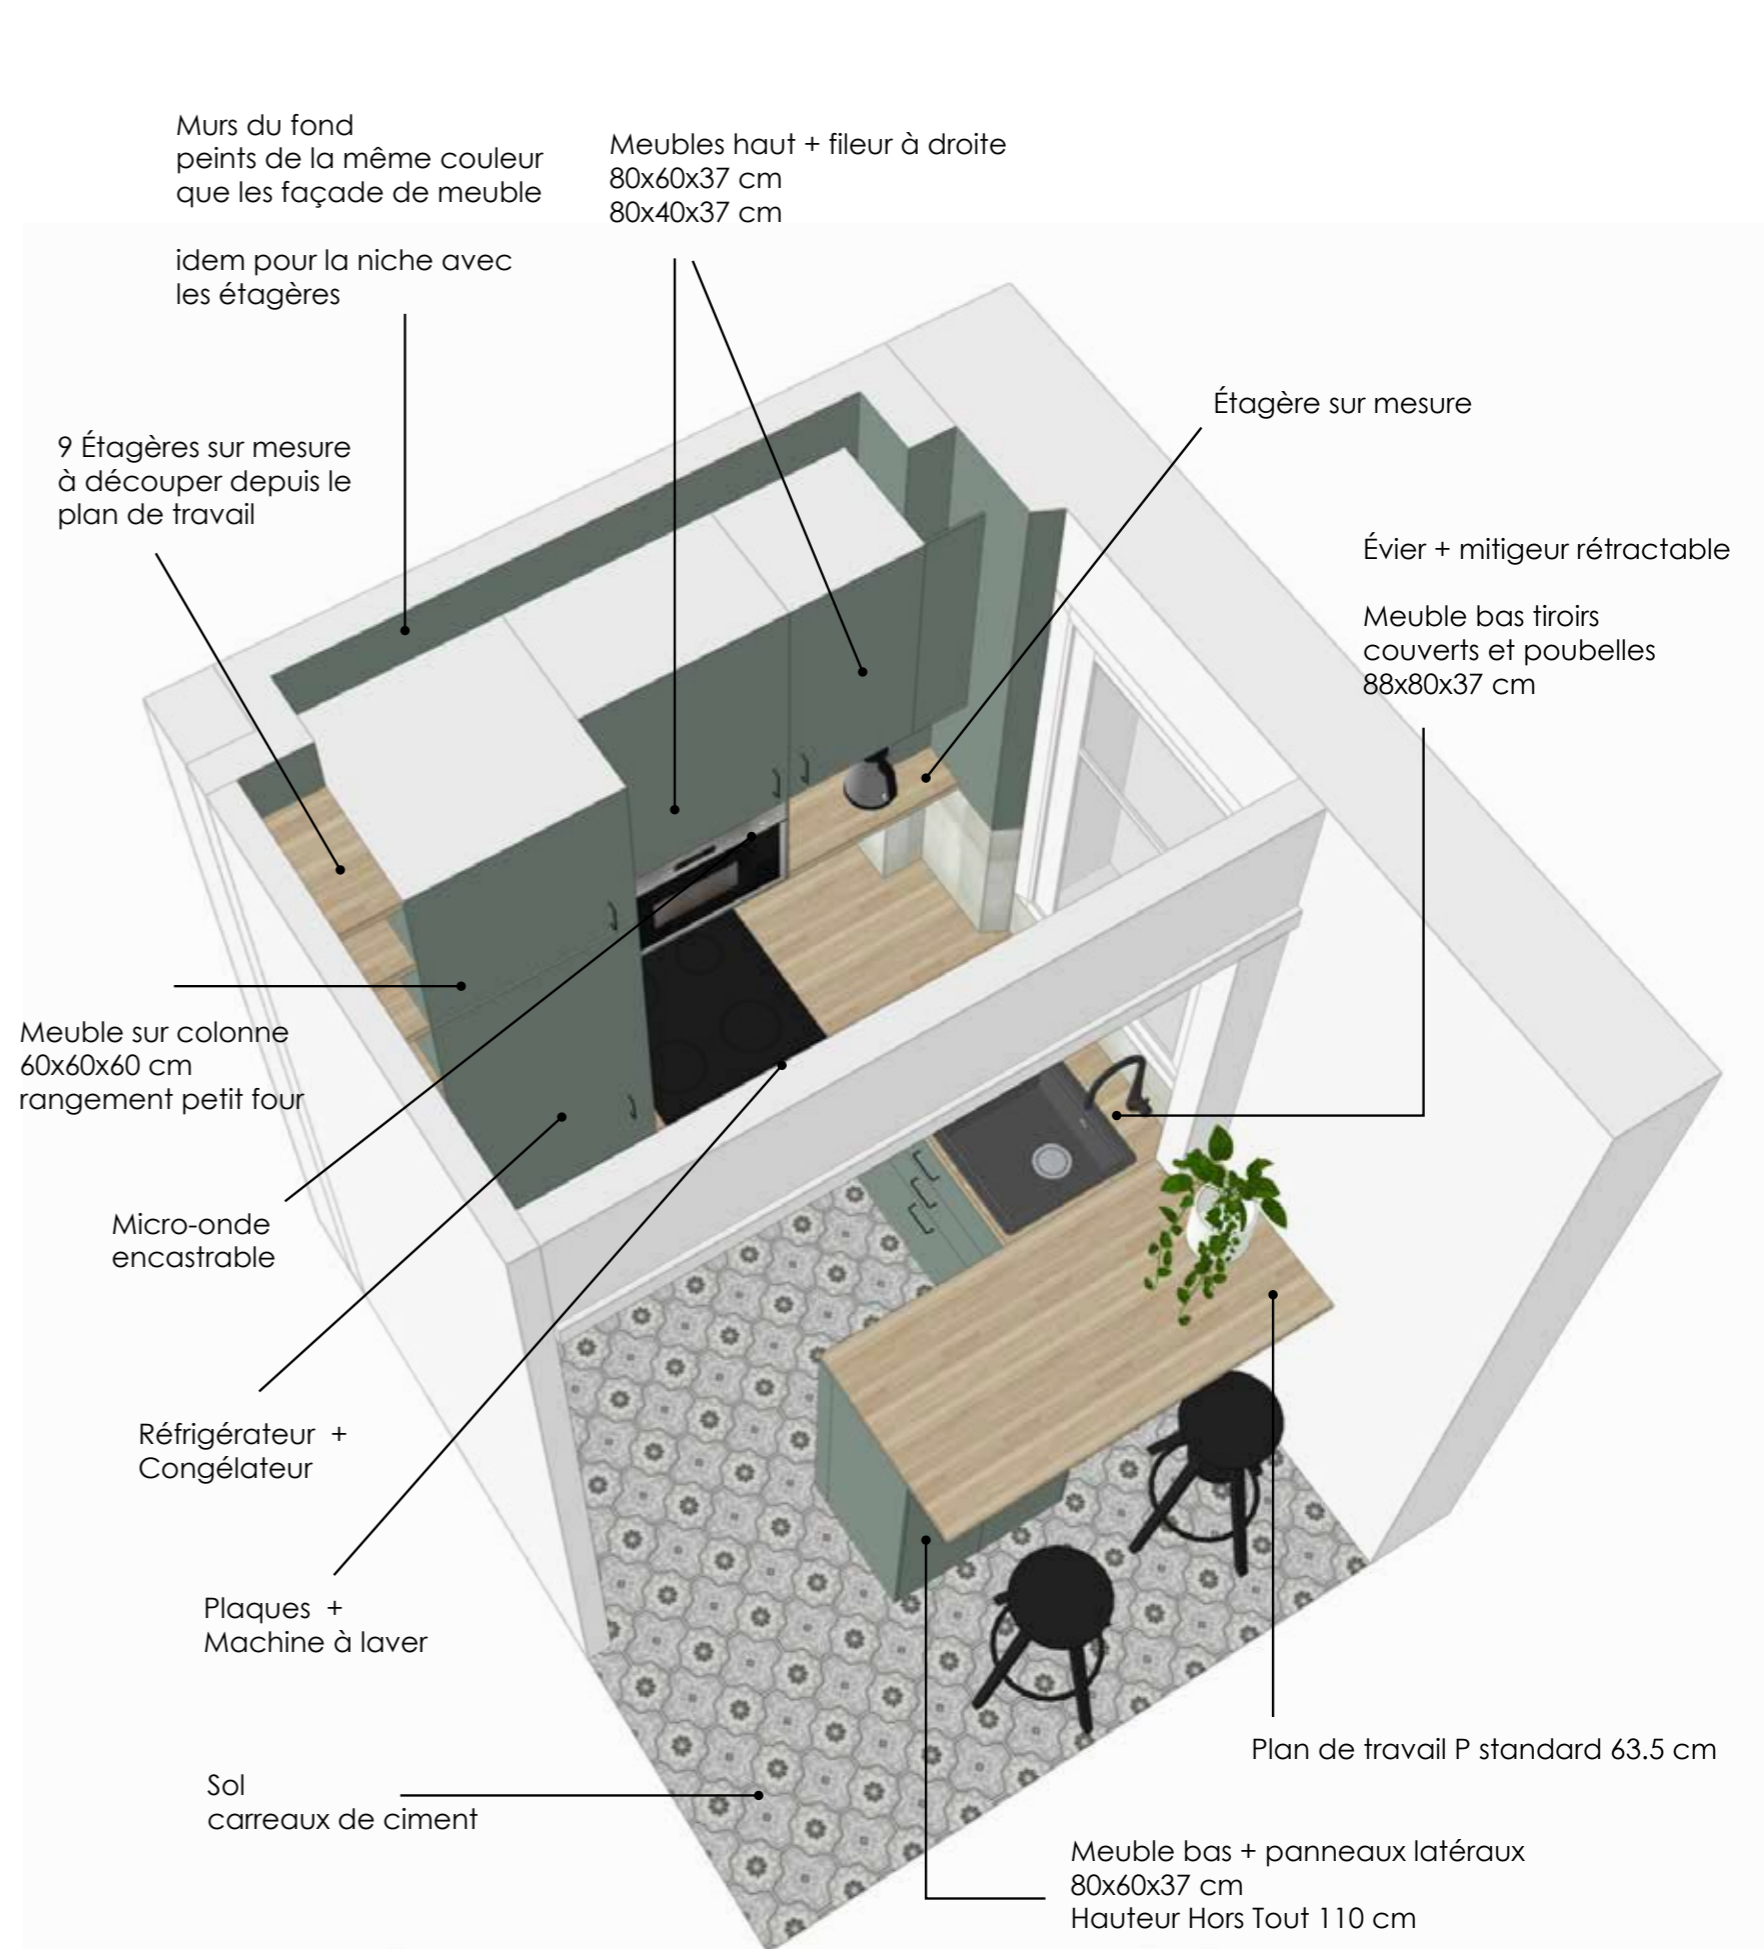 Murs du fond
peints de la même couleur
que les façade de meuble
idem pour la niche avec
les étagères
Meubles haut + fileur à droite
80x60x37 cm
80x40x37 cm
Étagère sur mesure
9 Étagères sur mesure
à découper depuis le
plan de travail
Évier + mitigeur rétractable
Meuble bas tiroirs
couverts et poubelles
88x80x37 cm
Meuble sur colonne
60x60x60 cm
rangement petit four
Micro-onde
encastrable
Réfrigérateur +
Congélateur
Plaques +
Machine à laver
Plan de travail P standard 63.5 cm
Sol
carreaux de ciment
Meuble bas + panneaux latéraux
80x60x37 cm
Hauteur Hors Tout 110 cm